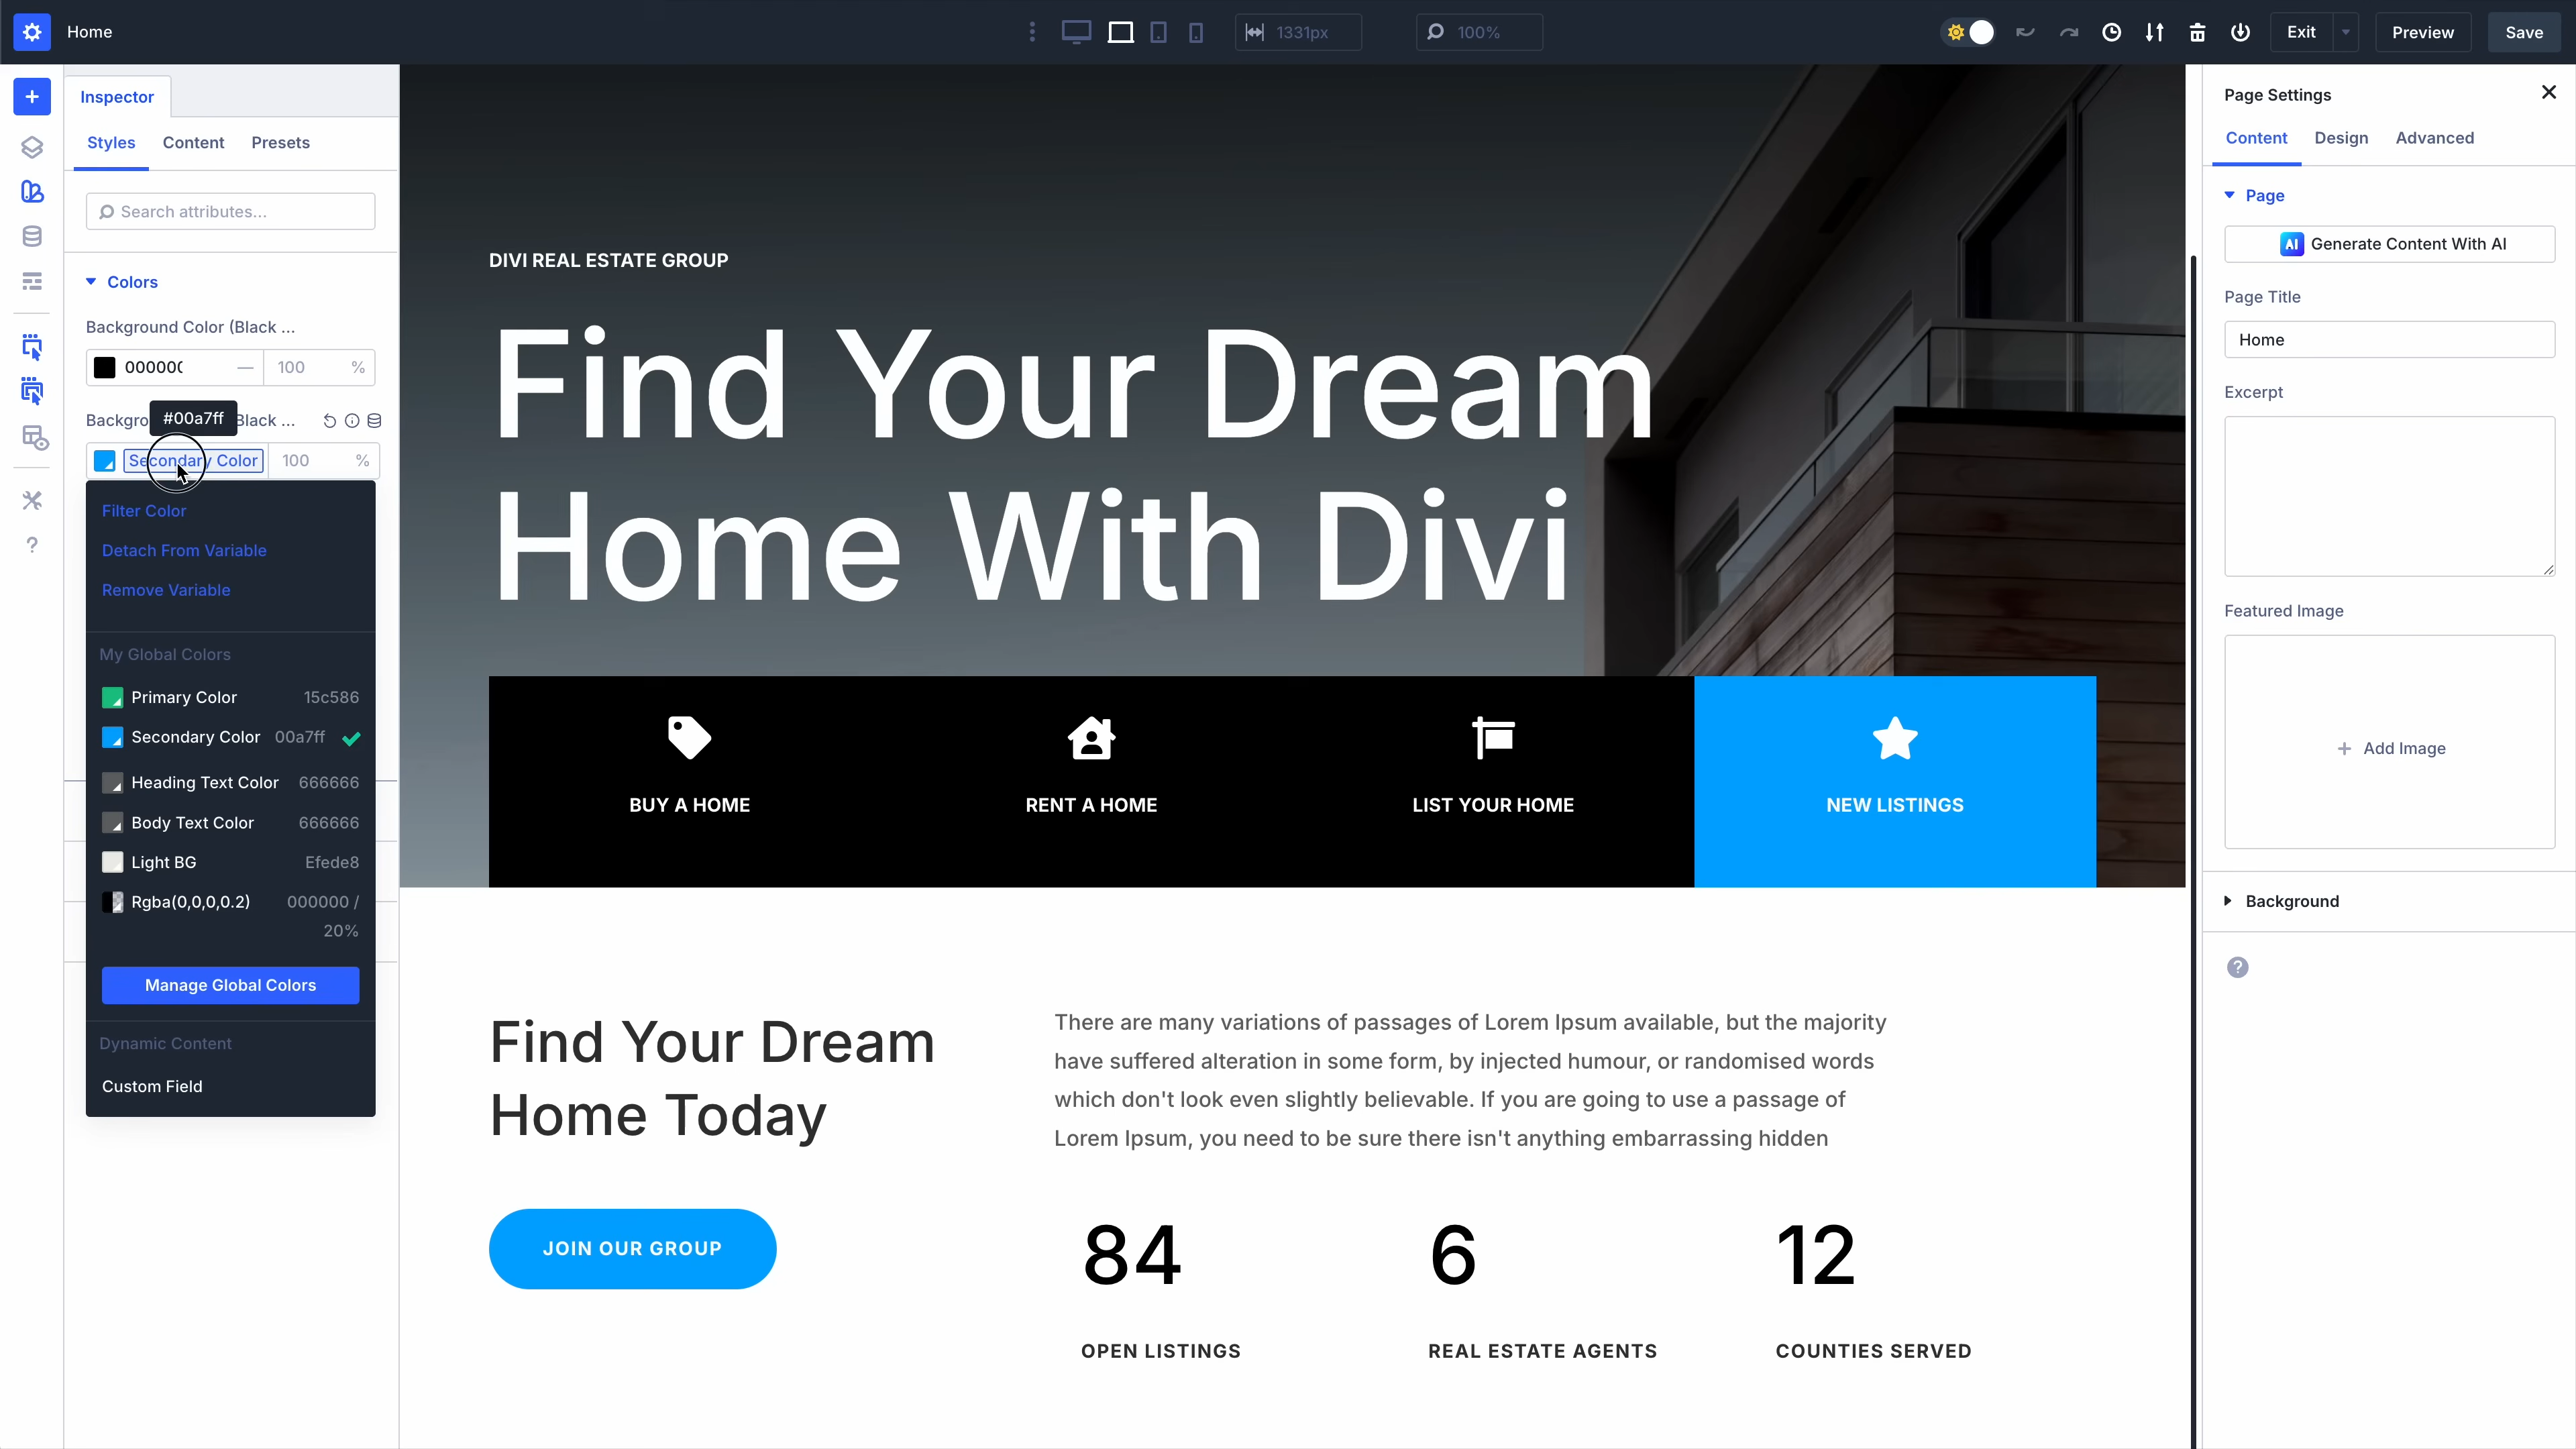 Home
1331px
100%
Exit
Preview
Save
Inspector
Styles
Content
Presets
Search attributes...
Colors
Background Color (Black ...
000000
100
%
#00a7ff
Backgro
Black ...
Secondary Color
100
%
Filter Color
Detach From Variable
Remove Variable
My Global Colors
Primary Color
15c586
Secondary Color
00a7ff
Heading Text Color
666666
Body Text Color
666666
Light BG
Efede8
Rgba(0,0,0,0.2)
000000 /
20%
Manage Global Colors
Dynamic Content
Custom Field
?
DIVI REAL ESTATE GROUP
Find Your Dream
Home With Divi
BUY A HOME
RENT A HOME
LIST YOUR HOME
NEW LISTINGS
Find Your Dream
Home Today
There are many variations of passages of Lorem Ipsum available, but the majority
have suffered alteration in some form, by injected humour, or randomised words
which don't look even slightly believable. If you are going to use a passage of
Lorem Ipsum, you need to be sure there isn't anything embarrassing hidden
JOIN OUR GROUP
84
OPEN LISTINGS
6
REAL ESTATE AGENTS
12
COUNTIES SERVED
Page Settings
Content
Design
Advanced
Page
AI Generate Content With AI
Page Title
Home
Excerpt
Featured Image
+ Add Image
Background
?